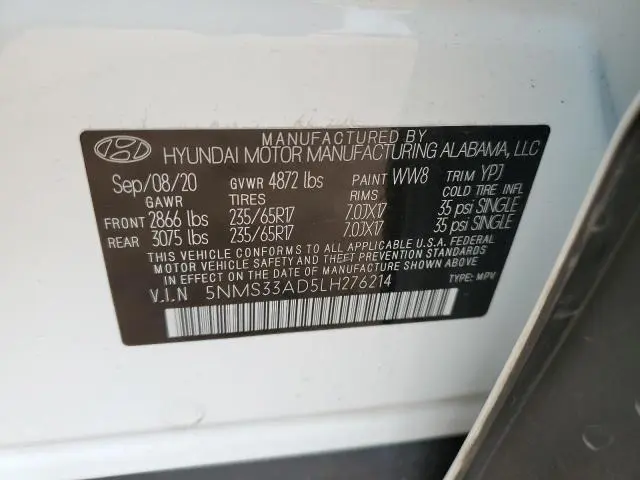 MANUFACTURED BY
HYUNDAI MOTOR MANUFACTURING ALABAMA, LLC
Sep/08/20 GVWR 4872 lbs PAINT WW8 TRIM YPJ
GAWR TIRES RIMS COLD TIRE INFL
FRONT 2866 lbs 235/65R17 7.0JX17 35 psi SINGLE
REAR 3075 lbs 235/65R17 7.0JX17 35 psi SINGLE
THIS VEHICLE CONFORMS TO ALL APPLICABLE U.S.A. FEDERAL
MOTOR VEHICLE SAFETY AND THEFT PREVENTION STANDARDS IN
EFFECT ON THE DATE OF MANUFACTURE SHOWN ABOVE.
V.I.N 5NMS33AD5LH276214 TYPE: MPV